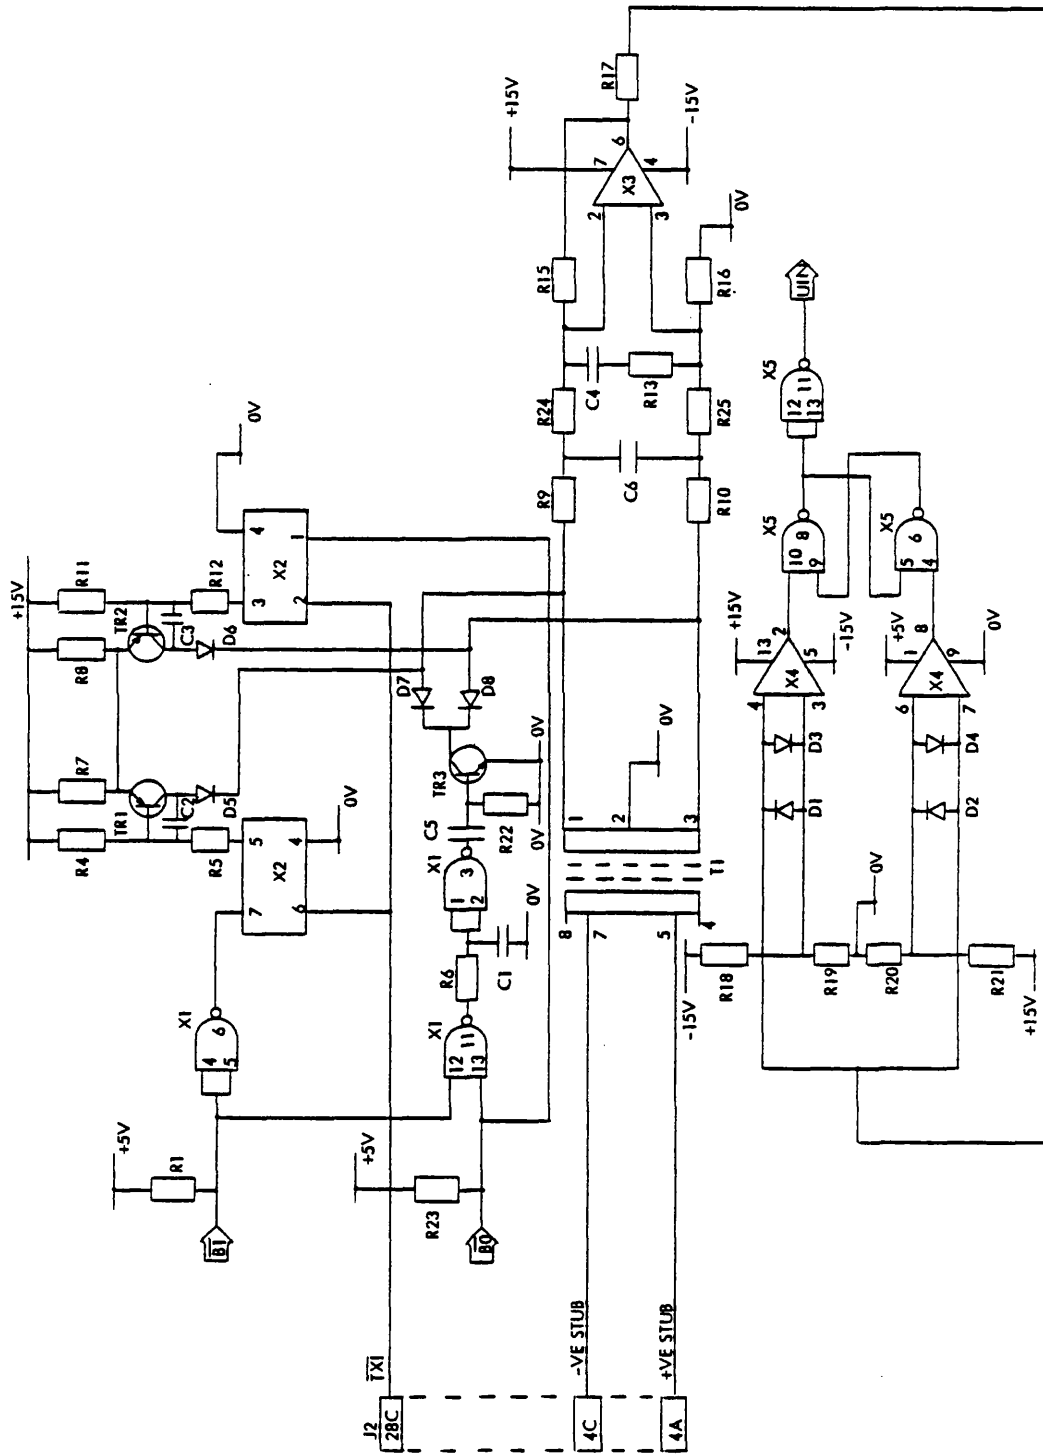 +15V
R4
R7
R8
R11
TR1
TR2
C2
C3
R5
R12
D5
D6
5
X2
7
4
6
0V
3
X2
4
2
1
0V
+5V
R1
B1
4
5
6
X1
+5V
R23
B0
12
13
11
X1
R6
C1
0V
1
2
3
X1
C5
R22
0V
TR3
0V
D7
D8
J2
28C
TX1
4C
-VE STUB
4A
+VE STUB
8
7
5
4
T1
1
2
3
0V
R9
R10
C6
R24
R25
C4
R13
R15
R16
0V
2
3
X3
7
6
4
+15V
-15V
R17
-15V
R18
R19
0V
R20
R21
+15V
D1
D3
D2
D4
4
3
X4
13
2
5
+15V
-15V
6
7
X4
1
8
9
+5V
0V
10
9
8
X5
5
4
6
X5
12
13
11
X5
UIN